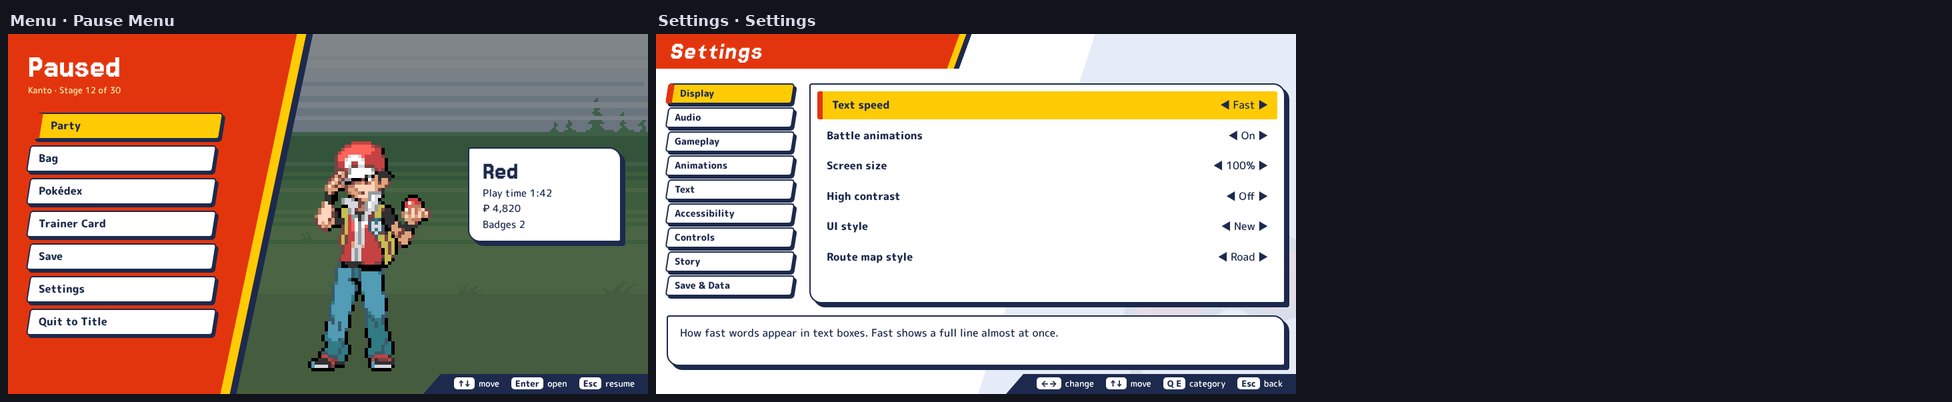 Menu · Pause Menu
Paused
Kanto · Stage 12 of 30
Party
Bag
Pokédex
Trainer Card
Save
Settings
Quit to Title
Red
Play time 1:42
₽ 4,820
Badges 2
↑↓ move Enter open Esc resume
Settings · Settings
Settings
Display
Audio
Gameplay
Animations
Text
Accessibility
Controls
Story
Save & Data
Text speed ◀ Fast ▶
Battle animations ◀ On ▶
Screen size ◀ 100% ▶
High contrast ◀ Off ▶
UI style ◀ New ▶
Route map style ◀ Road ▶
How fast words appear in text boxes. Fast shows a full line almost at once.
←→ change ↑↓ move Q E category Esc back